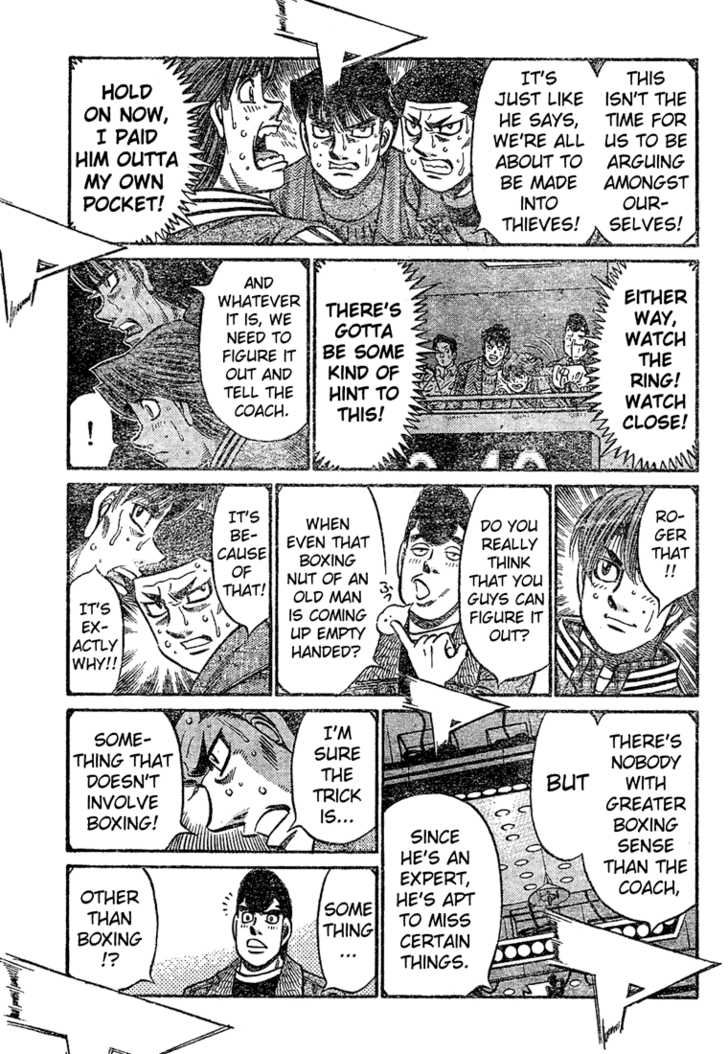 THIS
ISN'T THE
TIME FOR
US TO BE
ARGUING
AMONGST
OUR-
SELVES!
IT'S
JUST LIKE
HE SAYS,
WE'RE ALL
ABOUT TO
BE MADE
INTO
THIEVES!
HOLD
ON NOW,
I PAID
HIM OUTTA
MY OWN
POCKET!
EITHER
WAY,
WATCH
THE
RING!
WATCH
CLOSE!
THERE'S
GOTTA
BE SOME
KIND OF
HINT TO
THIS!
AND
WHATEVER
IT IS, WE
NEED TO
FIGURE IT
OUT AND
TELL THE
COACH.
!
RO-
GER
THAT
!!
DO YOU
REALLY
THINK
THAT YOU
GUYS CAN
FIGURE IT
OUT?
WHEN
EVEN THAT
BOXING
NUT OF AN
OLD MAN
IS COMING
UP EMPTY
HANDED?
IT'S
BE-
CAUSE
OF
THAT!
IT'S
EX-
ACTLY
WHY!!
THERE'S
NOBODY
WITH
GREATER
BOXING
SENSE
THAN THE
COACH,
BUT
SINCE
HE'S AN
EXPERT,
HE'S APT
TO MISS
CERTAIN
THINGS.
I'M
SURE
THE
TRICK
IS...
SOME-
THING THAT
DOESN'T
INVOLVE
BOXING!
SOME
THING
...
OTHER
THAN
BOXING
!?